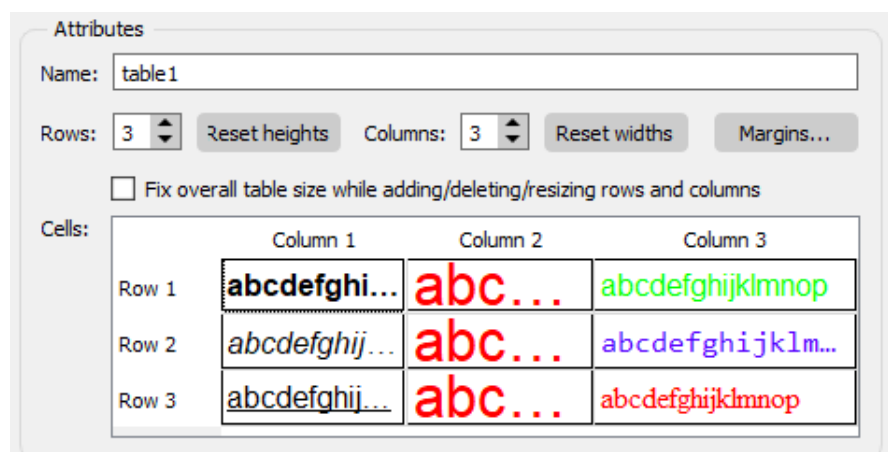 Attributes
Name: table1
Rows: 3 Reset heights Columns: 3 Reset widths Margins...
Fix overall table size while adding/deleting/resizing rows and columns
Cells:
Column 1 Column 2 Column 3
Row 1 abcdefghi... abc... abcdefghijklmnop
Row 2 abcdefghij... abc... abcdefghijklm...
Row 3 abcdefghij... abc... abcdefghijklmnop